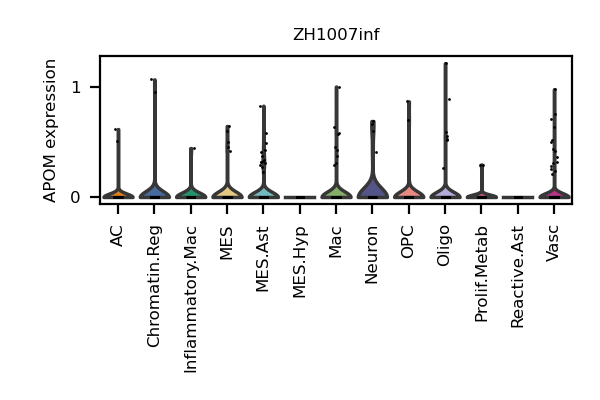 ZH1007inf
APOM expression
1
0
AC
Chromatin.Reg
Inflammatory.Mac
MES
MES.Ast
MES.Hyp
Mac
Neuron
OPC
Oligo
Prolif.Metab
Reactive.Ast
Vasc